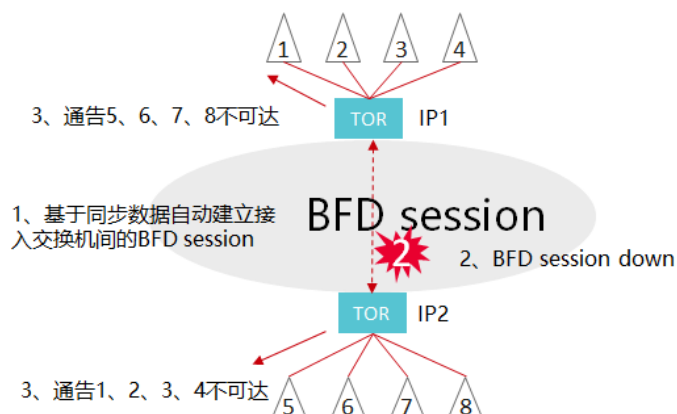 1 2 3 4
3、通告5、6、7、8不可达
TOR IP1
1、基于同步数据自动建立接
入交换机间的BFD session
BFD session
2
2、BFD session down
TOR IP2
3、通告1、2、3、4不可达
5 6 7 8